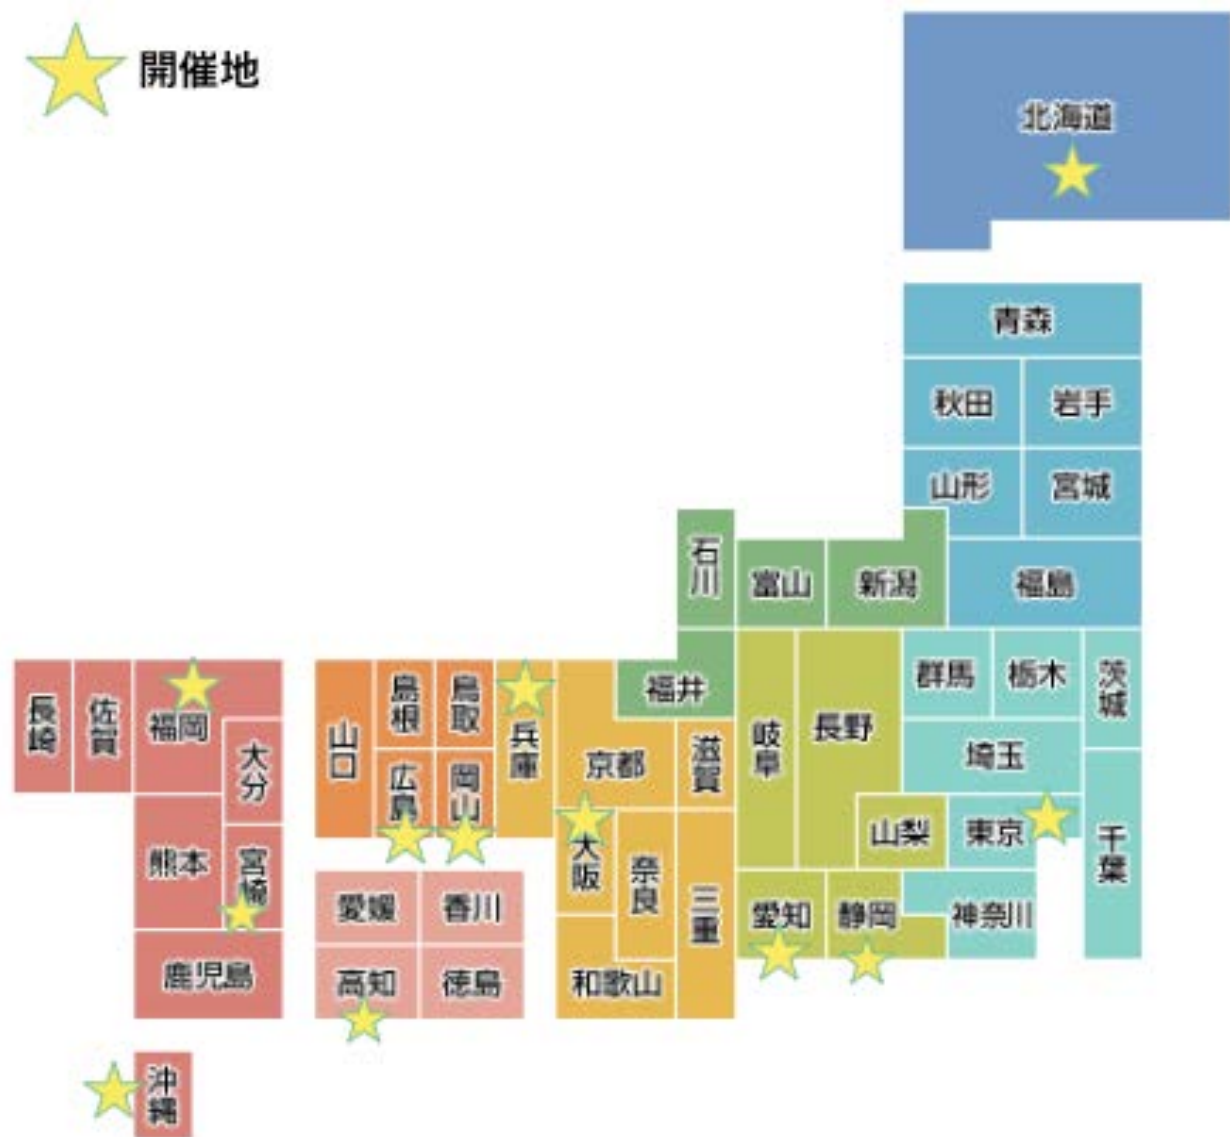 開催地
北海道
青森
秋田
岩手
山形
宮城
石川
富山
新潟
福島
長崎
佐賀
福岡
大分
熊本
宮崎
鹿児島
沖縄
山口
島根
鳥取
広島
岡山
兵庫
京都
福井
滋賀
大阪
奈良
三重
和歌山
愛媛
香川
高知
徳島
岐阜
長野
山梨
愛知
静岡
群馬
栃木
茨城
埼玉
東京
千葉
神奈川